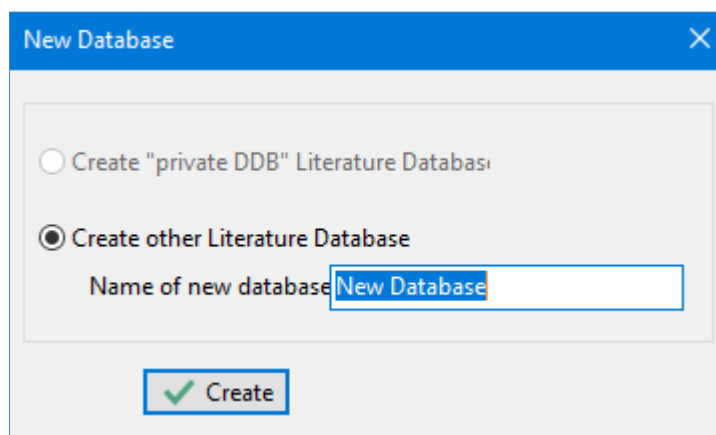 New Database
Create "private DDB" Literature Databas
Create other Literature Database
Name of new database New Database
Create